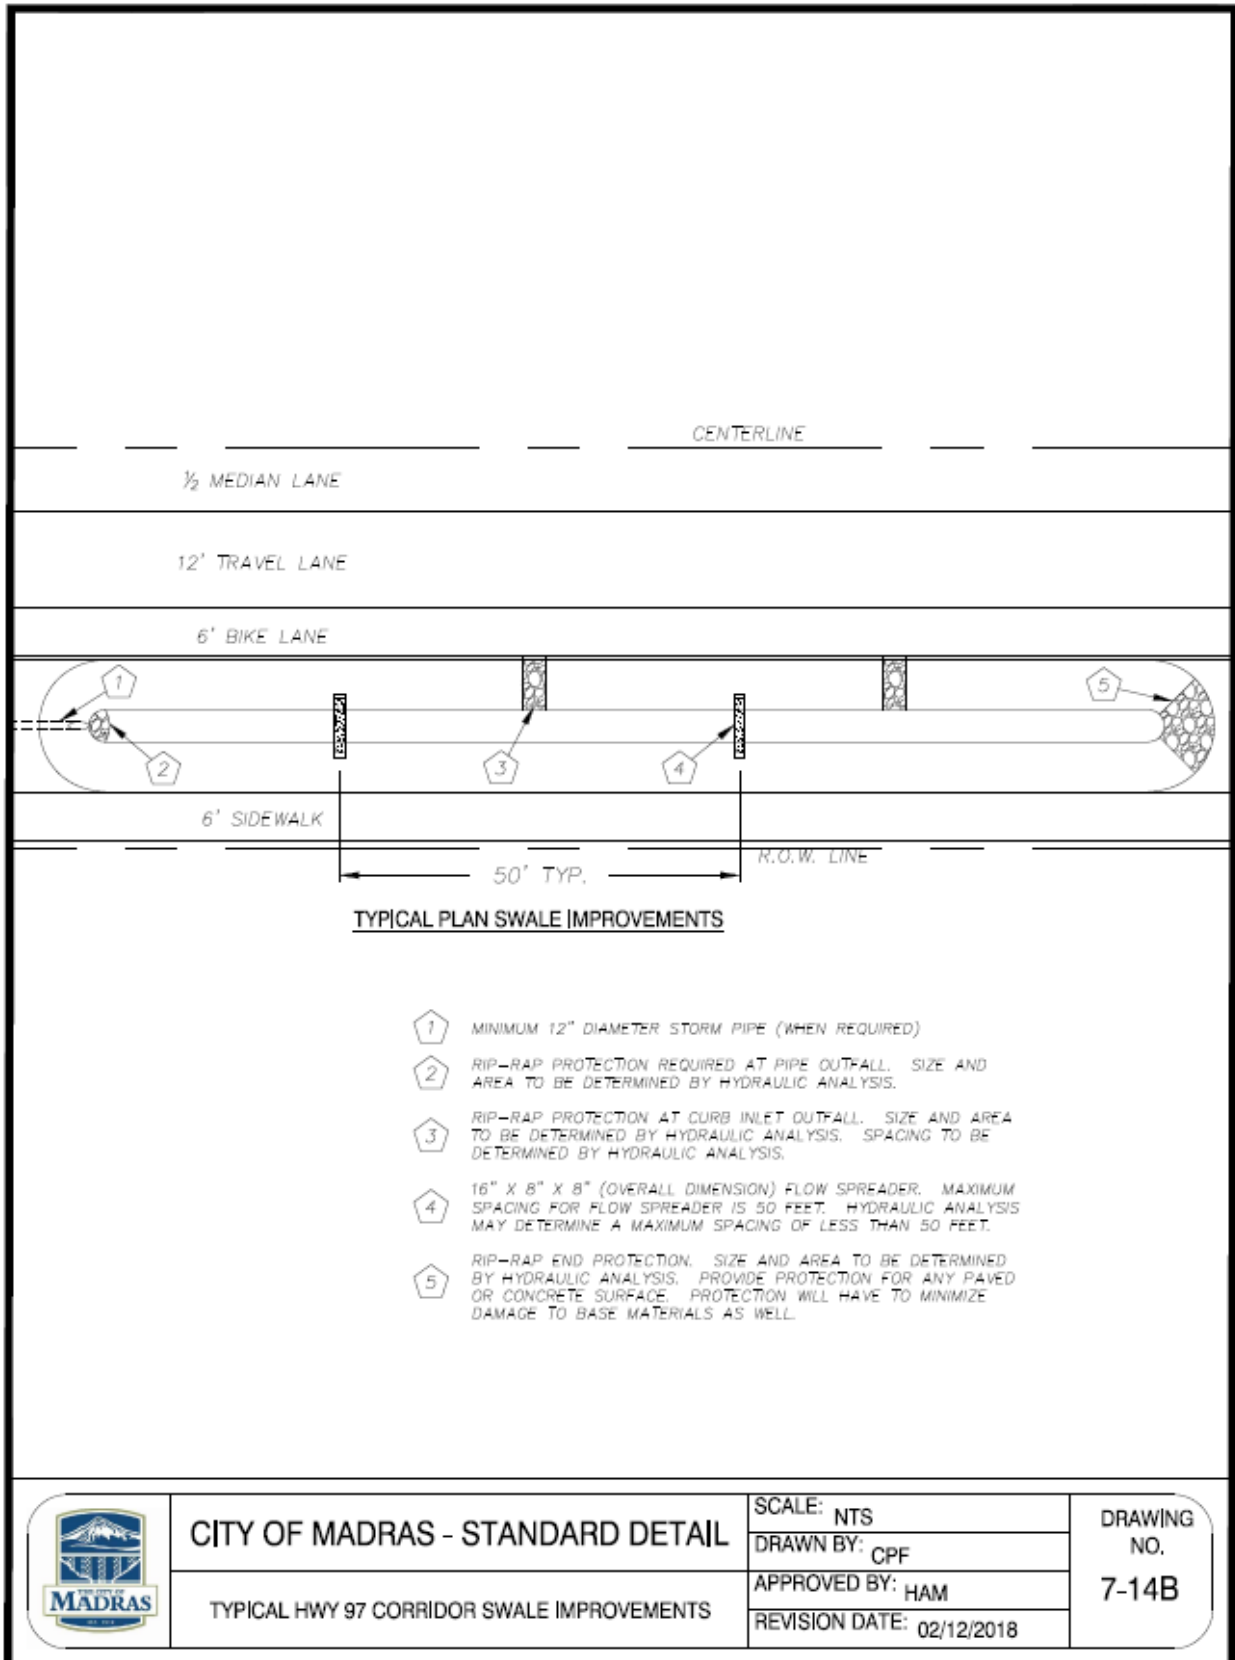 CENTERLINE
½ MEDIAN LANE
12' TRAVEL LANE
6' BIKE LANE
1
5
2
3
4
6' SIDEWALK
R.O.W. LINE
50' TYP.
TYPICAL PLAN SWALE IMPROVEMENTS
1 MINIMUM 12" DIAMETER STORM PIPE (WHEN REQUIRED)
2 RIP-RAP PROTECTION REQUIRED AT PIPE OUTFALL. SIZE AND
AREA TO BE DETERMINED BY HYDRAULIC ANALYSIS.
3 RIP-RAP PROTECTION AT CURB INLET OUTFALL. SIZE AND AREA
TO BE DETERMINED BY HYDRAULIC ANALYSIS. SPACING TO BE
DETERMINED BY HYDRAULIC ANALYSIS.
4 16" X 8" X 8" (OVERALL DIMENSION) FLOW SPREADER. MAXIMUM
SPACING FOR FLOW SPREADER IS 50 FEET. HYDRAULIC ANALYSIS
MAY DETERMINE A MAXIMUM SPACING OF LESS THAN 50 FEET.
5 RIP-RAP END PROTECTION. SIZE AND AREA TO BE DETERMINED
BY HYDRAULIC ANALYSIS. PROVIDE PROTECTION FOR ANY PAVED
OR CONCRETE SURFACE. PROTECTION WILL HAVE TO MINIMIZE
DAMAGE TO BASE MATERIALS AS WELL.
THE CITY OF
MADRAS
CITY OF MADRAS - STANDARD DETAIL
TYPICAL HWY 97 CORRIDOR SWALE IMPROVEMENTS
SCALE: NTS
DRAWN BY: CPF
APPROVED BY: HAM
REVISION DATE: 02/12/2018
DRAWING
NO.
7-14B